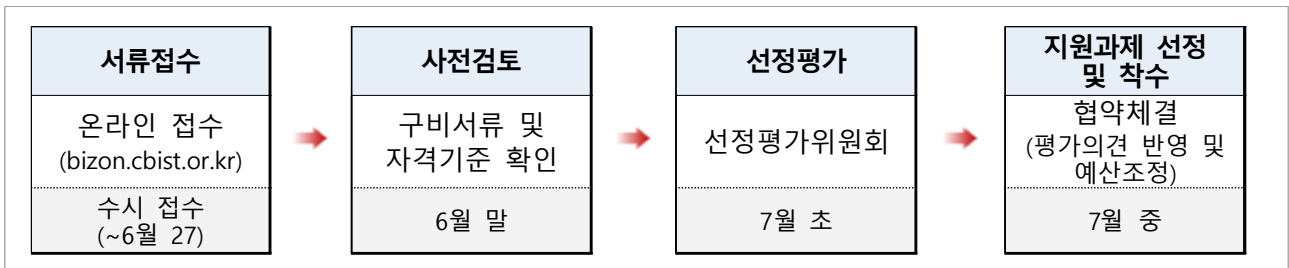 서류접수
온라인 접수
(bizon.cbist.or.kr)
수시 접수
(~6월 27)
사전검토
구비서류 및
자격기준 확인
6월 말
선정평가
선정평가위원회
7월 초
지원과제 선정
및 착수
협약체결
(평가의견 반영 및
예산조정)
7월 중